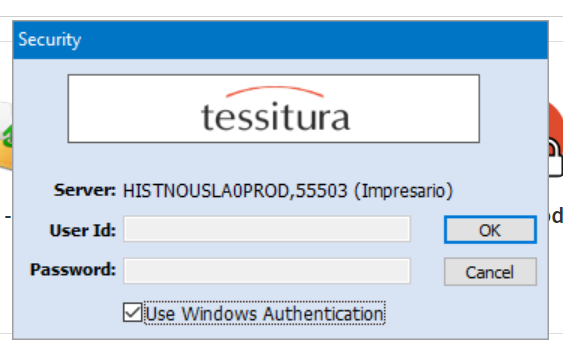 Security
tessitura
Server: HISTNOUSLA0PROD,55503 (Impresario)
User Id:
OK
Password:
Cancel
Use Windows Authentication